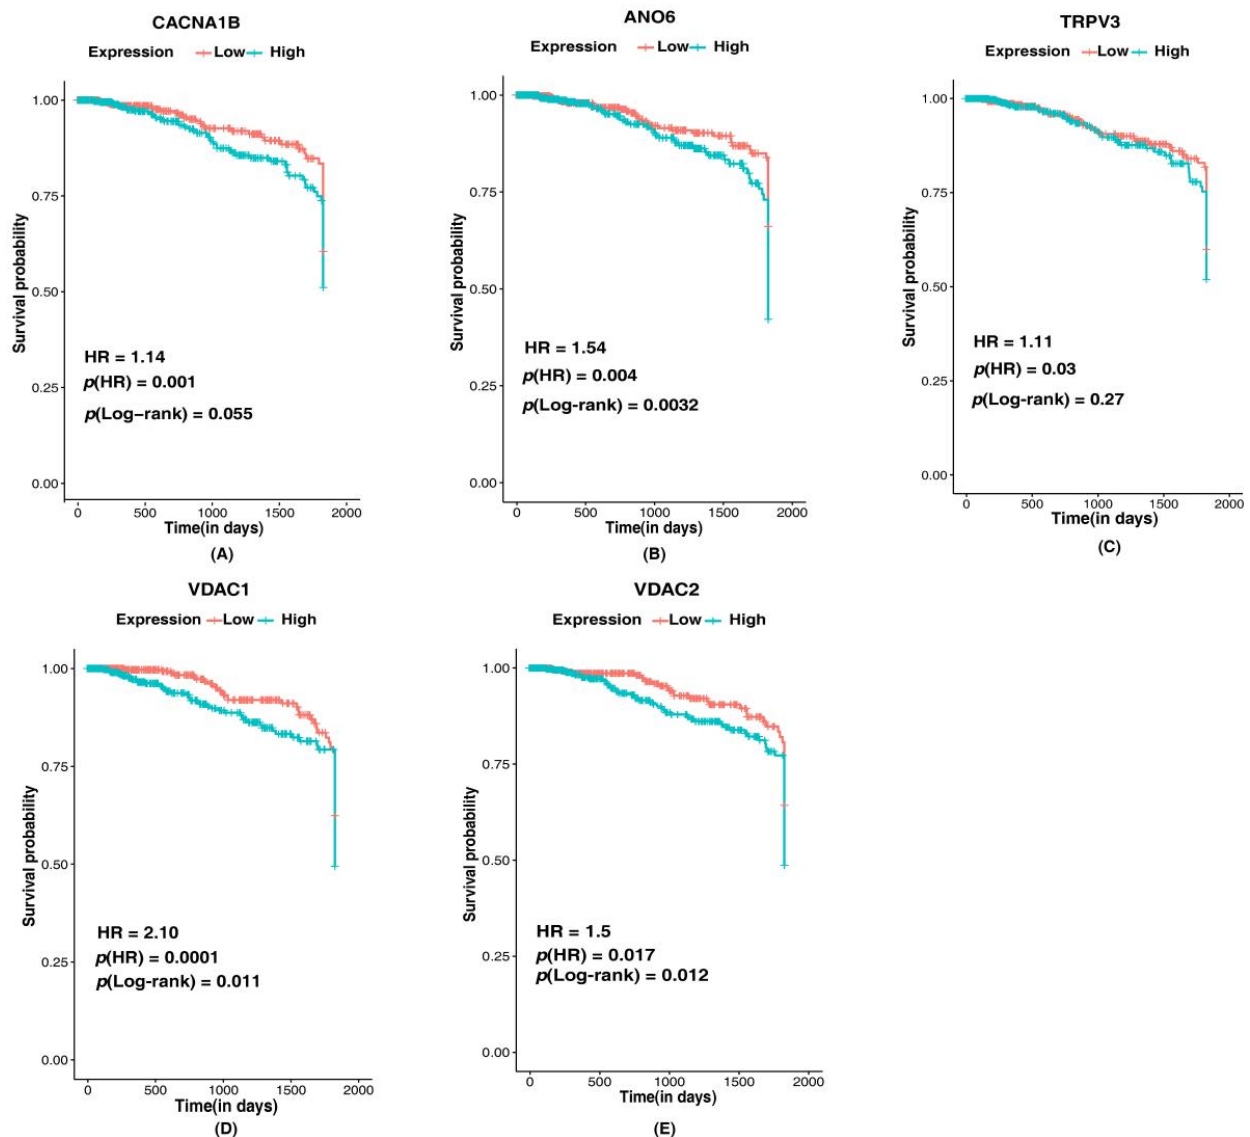 CACNA1B
Expression Low High
1.00
0.75
0.50
0.25
0.00
Survival probability
HR = 1.14
p(HR) = 0.001
p(Log−rank) = 0.055
0 500 1000 1500 2000
Time(in days)
(A)
ANO6
Expression Low High
1.00
0.75
0.50
0.25
0.00
Survival probability
HR = 1.54
p(HR) = 0.004
p(Log-rank) = 0.0032
0 500 1000 1500 2000
Time(in days)
(B)
TRPV3
Expression Low High
1.00
0.75
0.50
0.25
0.00
Survival probability
HR = 1.11
p(HR) = 0.03
p(Log-rank) = 0.27
0 500 1000 1500 2000
Time(in days)
(C)
VDAC1
Expression Low High
1.00
0.75
0.50
0.25
0.00
Survival probability
HR = 2.10
p(HR) = 0.0001
p(Log-rank) = 0.011
0 500 1000 1500 2000
Time(in days)
(D)
VDAC2
Expression Low High
1.00
0.75
0.50
0.25
0.00
Survival probability
HR = 1.5
p(HR) = 0.017
p(Log-rank) = 0.012
0 500 1000 1500 2000
Time(in days)
(E)